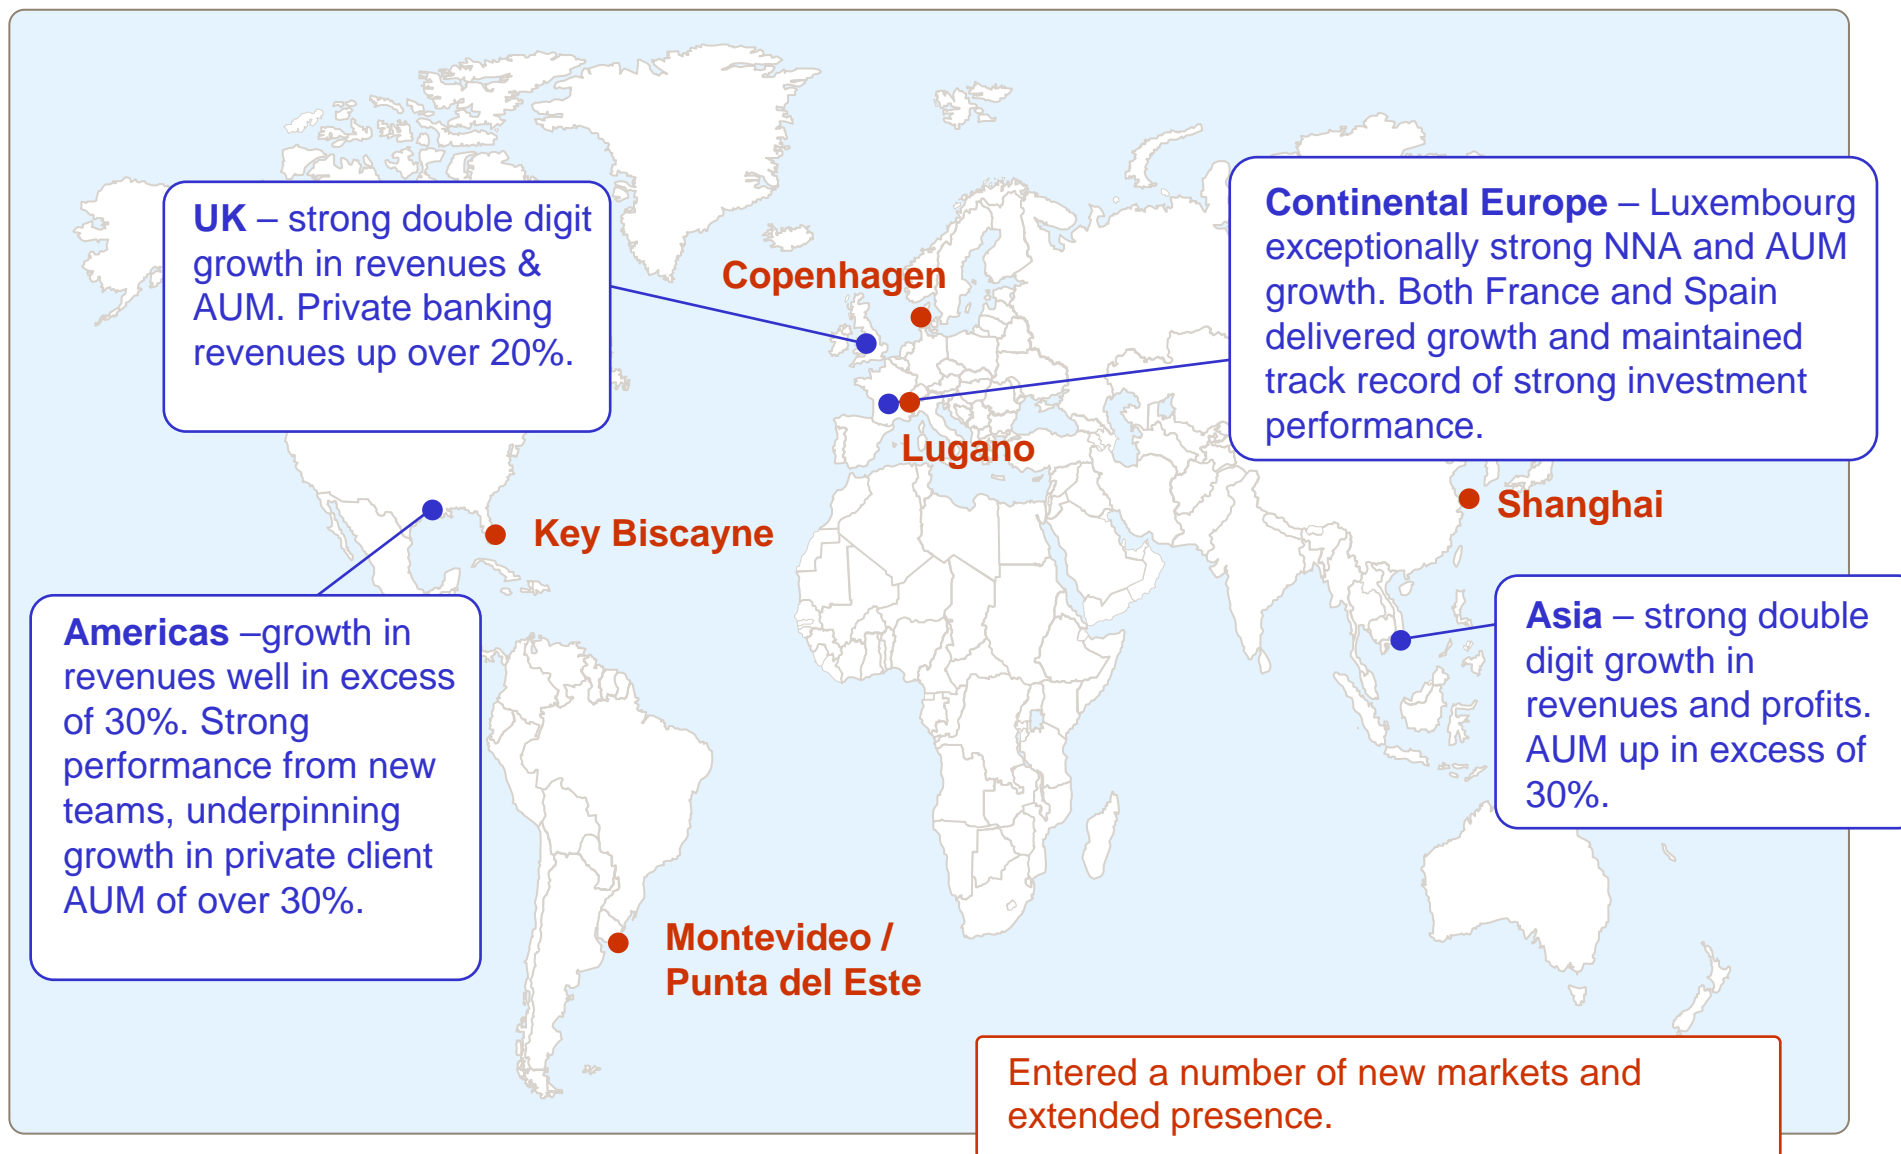 UK – strong double digit
growth in revenues &
AUM. Private banking
revenues up over 20%.
Copenhagen
Continental Europe – Luxembourg
exceptionally strong NNA and AUM
growth. Both France and Spain
delivered growth and maintained
track record of strong investment
performance.
Lugano
Shanghai
Key Biscayne
Americas –growth in
revenues well in excess
of 30%. Strong
performance from new
teams, underpinning
growth in private client
AUM of over 30%.
Asia – strong double
digit growth in
revenues and profits.
AUM up in excess of
30%.
Montevideo /
Punta del Este
Entered a number of new markets and
extended presence.